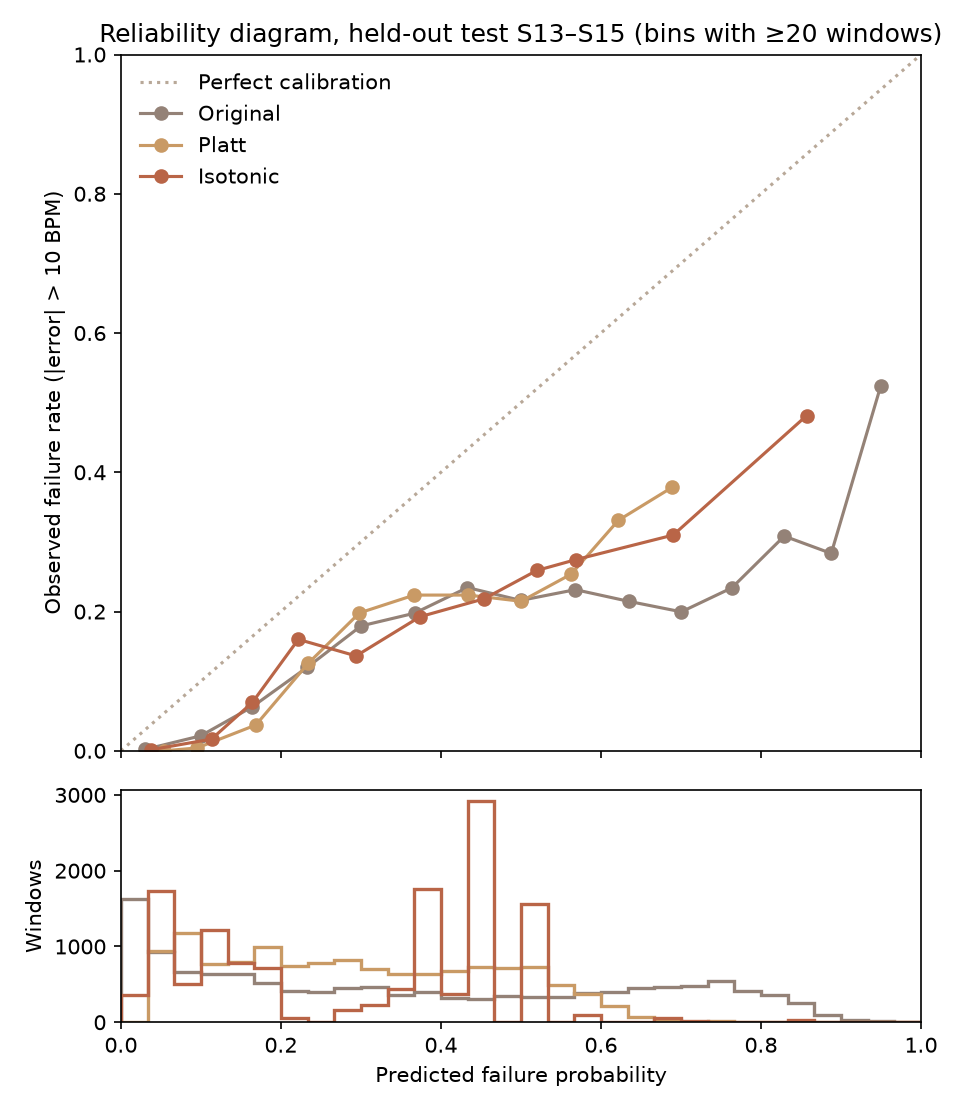 Reliability diagram, held-out test S13–S15 (bins with ≥20 windows)
1.0
0.8
0.6
0.4
0.2
0.0
Observed failure rate (|error| > 10 BPM)
Perfect calibration
Original
Platt
Isotonic
3000
2000
1000
0
Windows
0.0 0.2 0.4 0.6 0.8 1.0
Predicted failure probability